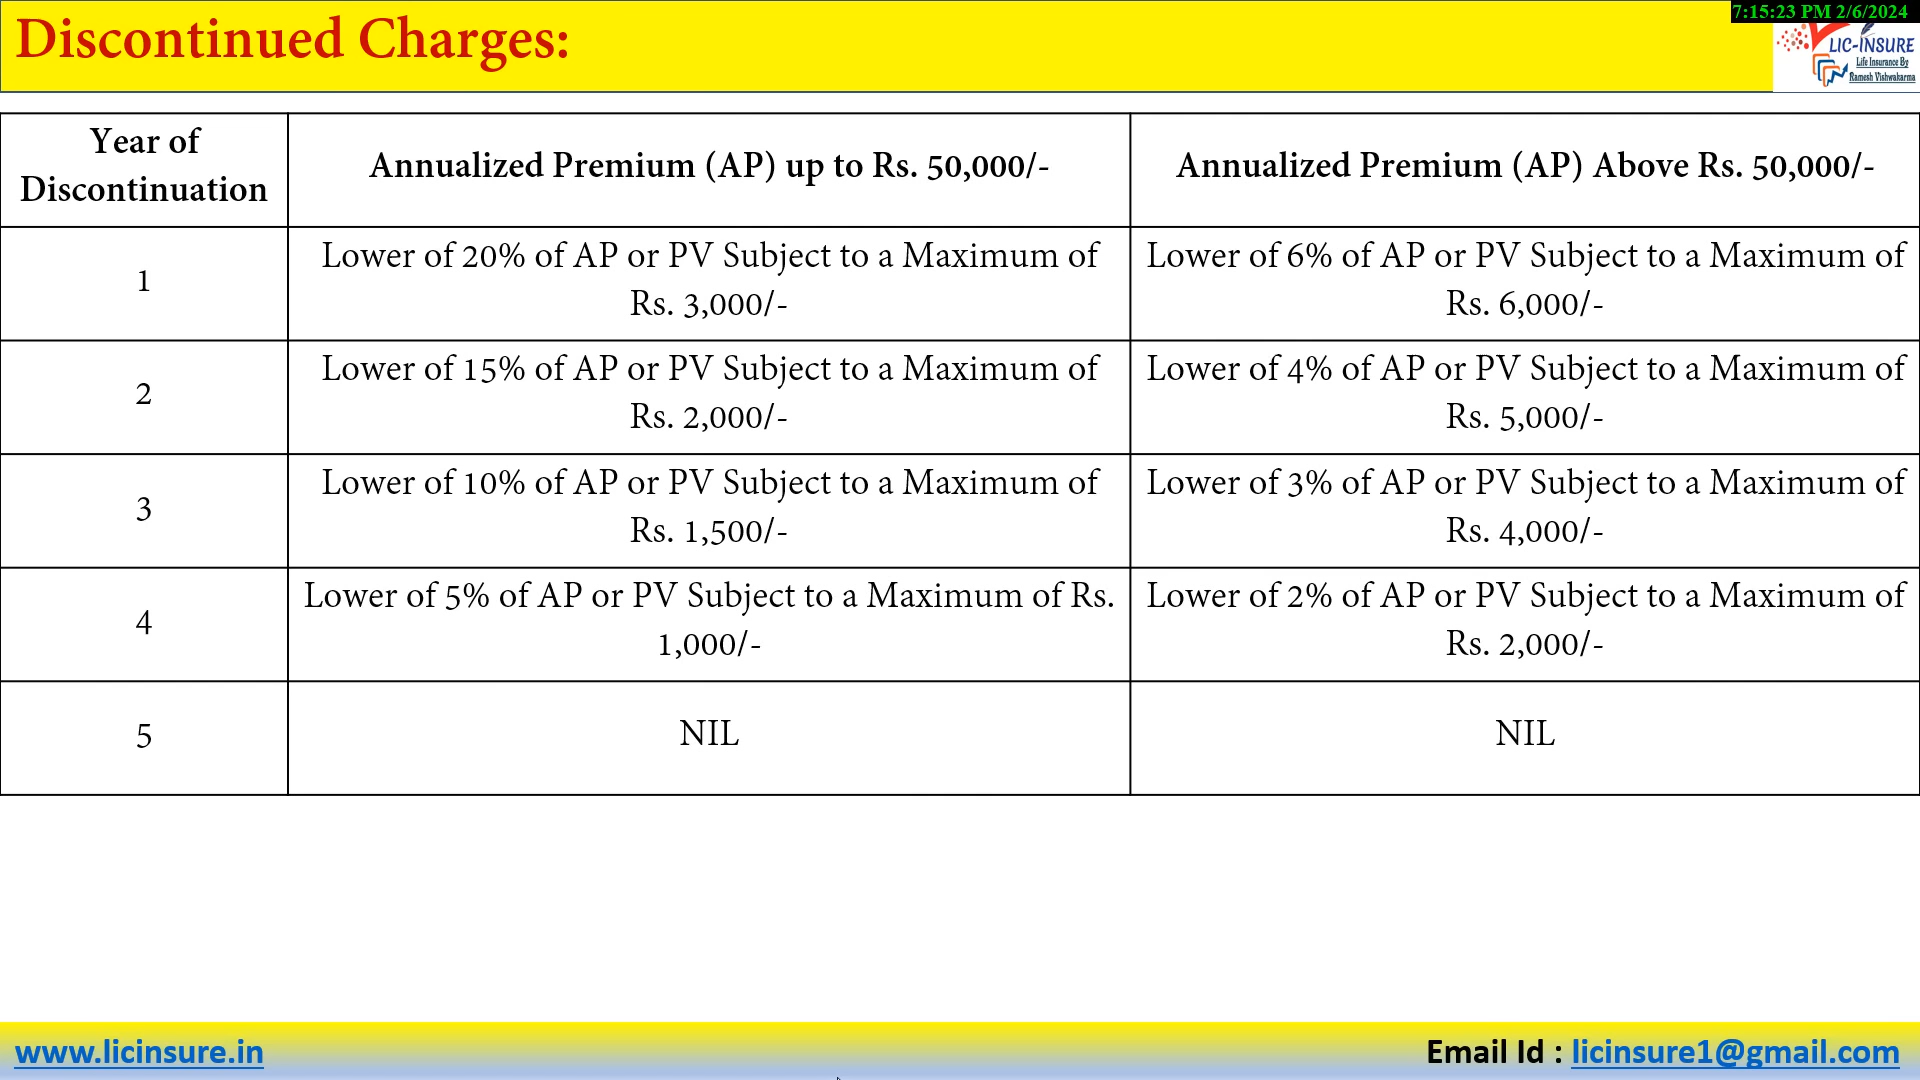 7:15:23 PM 2/6/2024
Discontinued Charges:
LIC-INSURE
Life Insurance By
Ramesh Vishwakarma
Year of
Discontinuation
Annualized Premium (AP) up to Rs. 50,000/-
Annualized Premium (AP) Above Rs. 50,000/-
1
Lower of 20% of AP or PV Subject to a Maximum of
Rs. 3,000/-
Lower of 6% of AP or PV Subject to a Maximum of
Rs. 6,000/-
2
Lower of 15% of AP or PV Subject to a Maximum of
Rs. 2,000/-
Lower of 4% of AP or PV Subject to a Maximum of
Rs. 5,000/-
3
Lower of 10% of AP or PV Subject to a Maximum of
Rs. 1,500/-
Lower of 3% of AP or PV Subject to a Maximum of
Rs. 4,000/-
4
Lower of 5% of AP or PV Subject to a Maximum of Rs.
1,000/-
Lower of 2% of AP or PV Subject to a Maximum of
Rs. 2,000/-
5
NIL
NIL
www.licinsure.in
Email Id : licinsure1@gmail.com